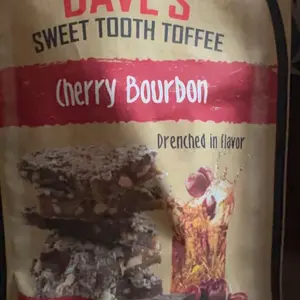 DAVE'S
SWEET TOOTH TOFFEE
Cherry Bourbon
Drenched in flavor